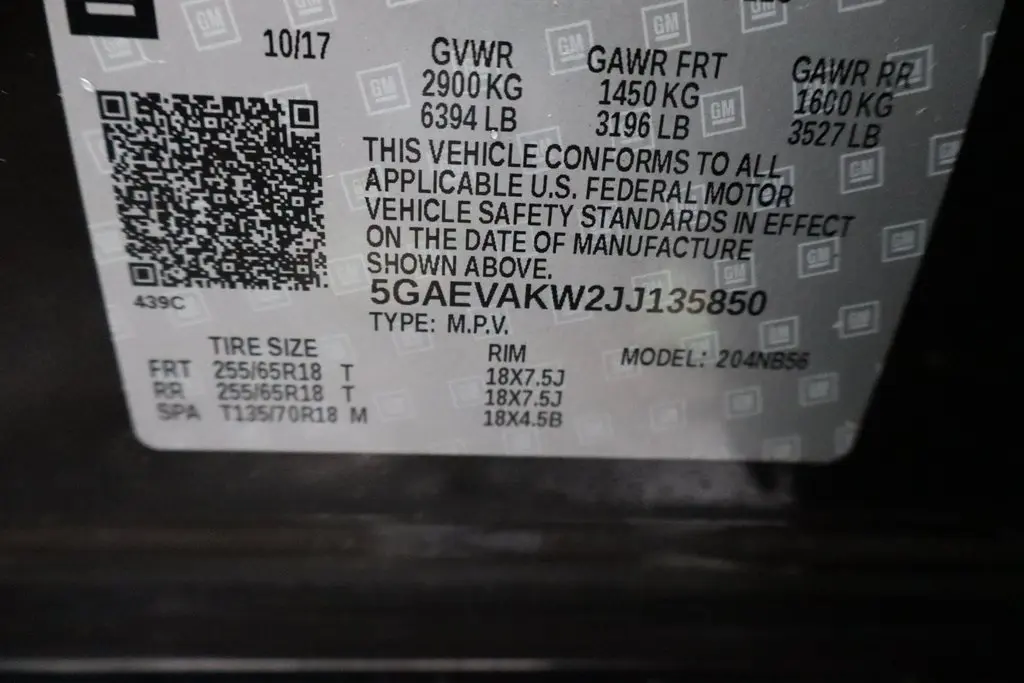 10/17
GVWR GAWR FRT GAWR RR
2900 KG 1450 KG 1600 KG
6394 LB 3196 LB 3527 LB
THIS VEHICLE CONFORMS TO ALL
APPLICABLE U.S. FEDERAL MOTOR
VEHICLE SAFETY STANDARDS IN EFFECT
ON THE DATE OF MANUFACTURE
SHOWN ABOVE.
439C
5GAEVAKW2JJ135850
TYPE: M.P.V.
TIRE SIZE RIM MODEL: 204NB56
FRT 255/65R18 T 18X7.5J
RR 255/65R18 T 18X7.5J
SPA T135/70R18 M 18X4.5B
GM